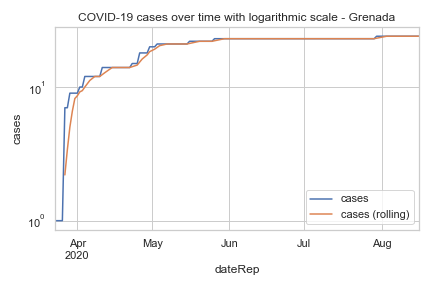 COVID-19 cases over time with logarithmic scale - Grenada
cases
10¹
10⁰
Apr
2020
May
Jun
Jul
Aug
dateRep
cases
cases (rolling)